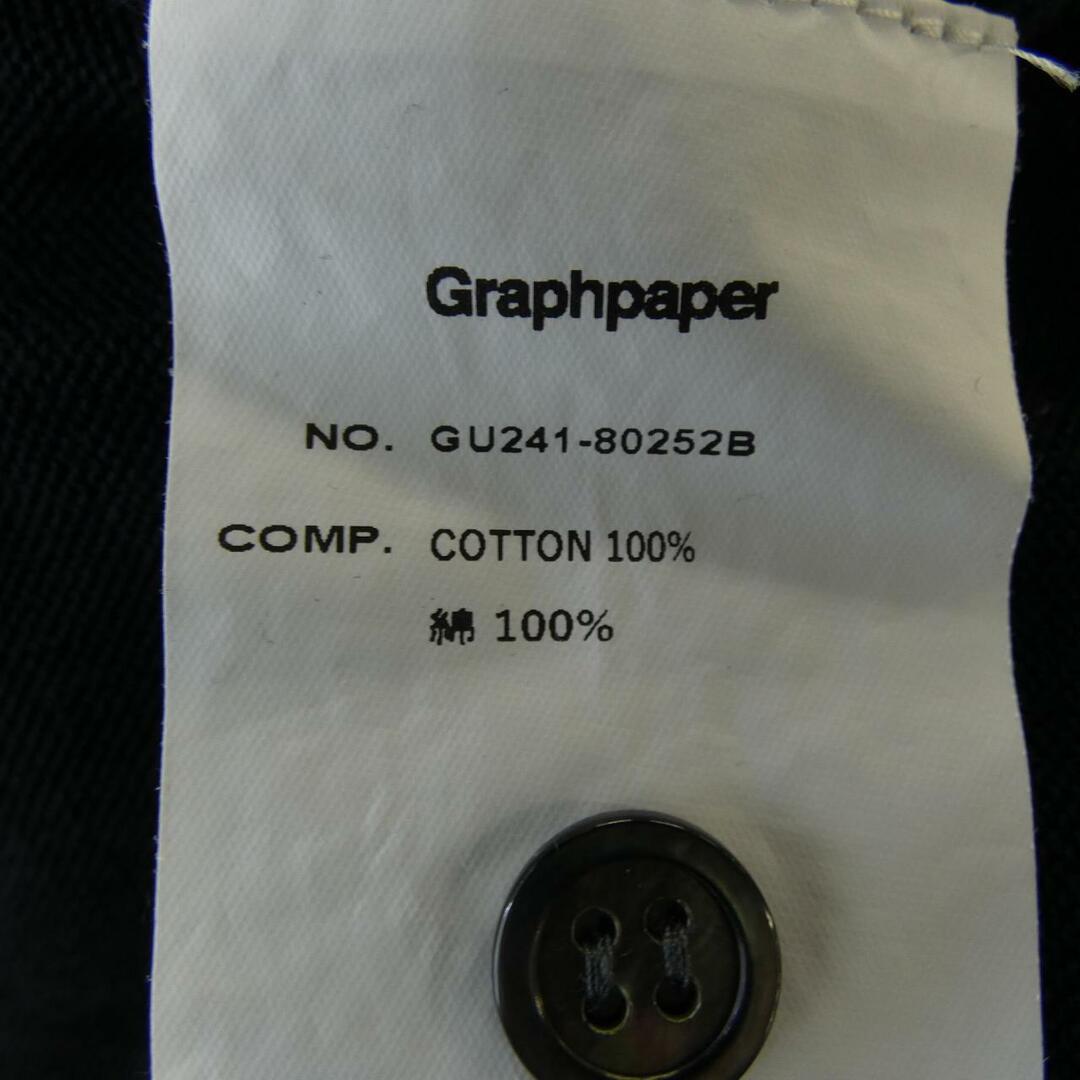 Graphpaper
NO. GU241-80252B
COMP. COTTON 100%
綿 100%